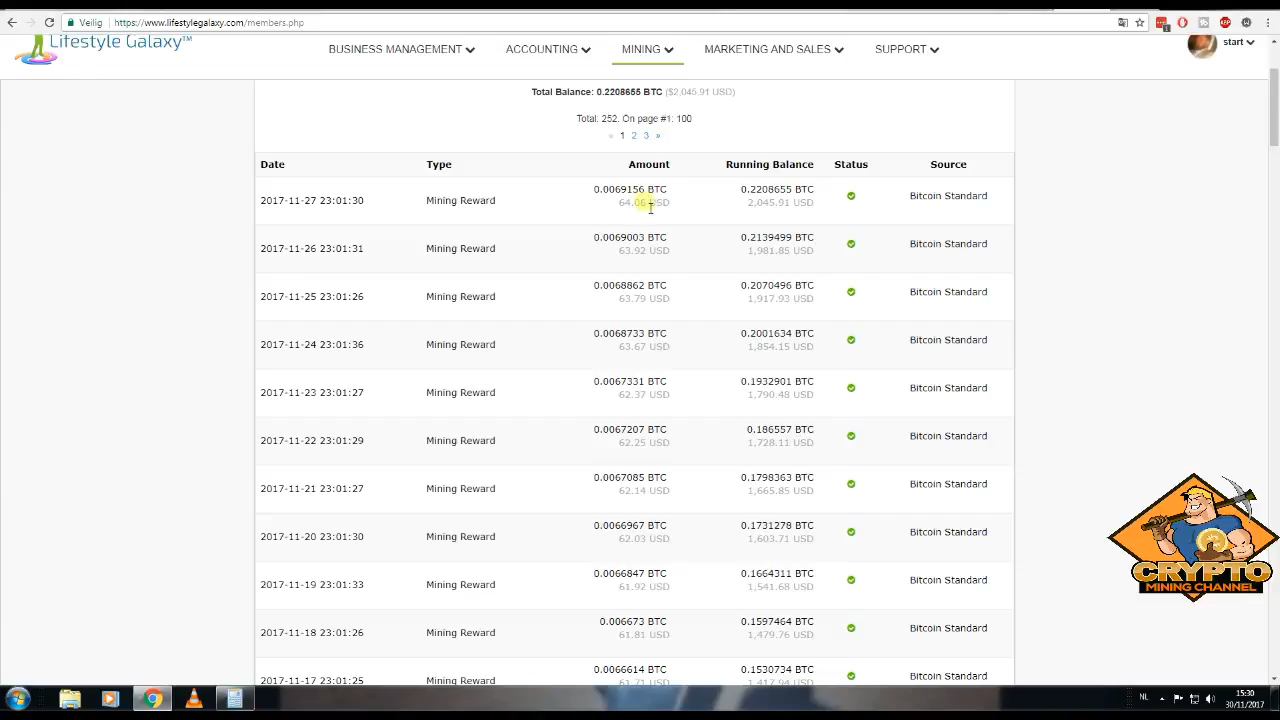 Veilig https://www.lifestylegalaxy.com/members.php
Lifestyle Galaxy™ BUSINESS MANAGEMENT ACCOUNTING MINING MARKETING AND SALES SUPPORT start
Total Balance: 0.2208655 BTC ($2,045.91 USD)
Total: 252. On page #1: 100
« 1 2 3 »
Date Type Amount Running Balance Status Source
2017-11-27 23:01:30 Mining Reward 0.0069156 BTC 0.2208655 BTC Bitcoin Standard
64.06 USD 2,045.91 USD
2017-11-26 23:01:31 Mining Reward 0.0069003 BTC 0.2139499 BTC Bitcoin Standard
63.92 USD 1,981.85 USD
2017-11-25 23:01:26 Mining Reward 0.0068862 BTC 0.2070496 BTC Bitcoin Standard
63.79 USD 1,917.93 USD
2017-11-24 23:01:36 Mining Reward 0.0068733 BTC 0.2001634 BTC Bitcoin Standard
63.67 USD 1,854.15 USD
2017-11-23 23:01:27 Mining Reward 0.0067331 BTC 0.1932901 BTC Bitcoin Standard
62.37 USD 1,790.48 USD
2017-11-22 23:01:29 Mining Reward 0.0067207 BTC 0.186557 BTC Bitcoin Standard
62.25 USD 1,728.11 USD
2017-11-21 23:01:27 Mining Reward 0.0067085 BTC 0.1798363 BTC Bitcoin Standard
62.14 USD 1,665.85 USD
2017-11-20 23:01:30 Mining Reward 0.0066967 BTC 0.1731278 BTC Bitcoin Standard
62.03 USD 1,603.71 USD
2017-11-19 23:01:33 Mining Reward 0.0066847 BTC 0.1664311 BTC Bitcoin Standard
61.92 USD 1,541.68 USD
2017-11-18 23:01:26 Mining Reward 0.006673 BTC 0.1597464 BTC Bitcoin Standard
61.81 USD 1,479.76 USD
2017-11-17 23:01:25 Mining Reward 0.0066614 BTC 0.1530734 BTC Bitcoin Standard
61.71 USD 1,417.94 USD
CRYPTO
MINING CHANNEL
NL 15:30
30/11/2017